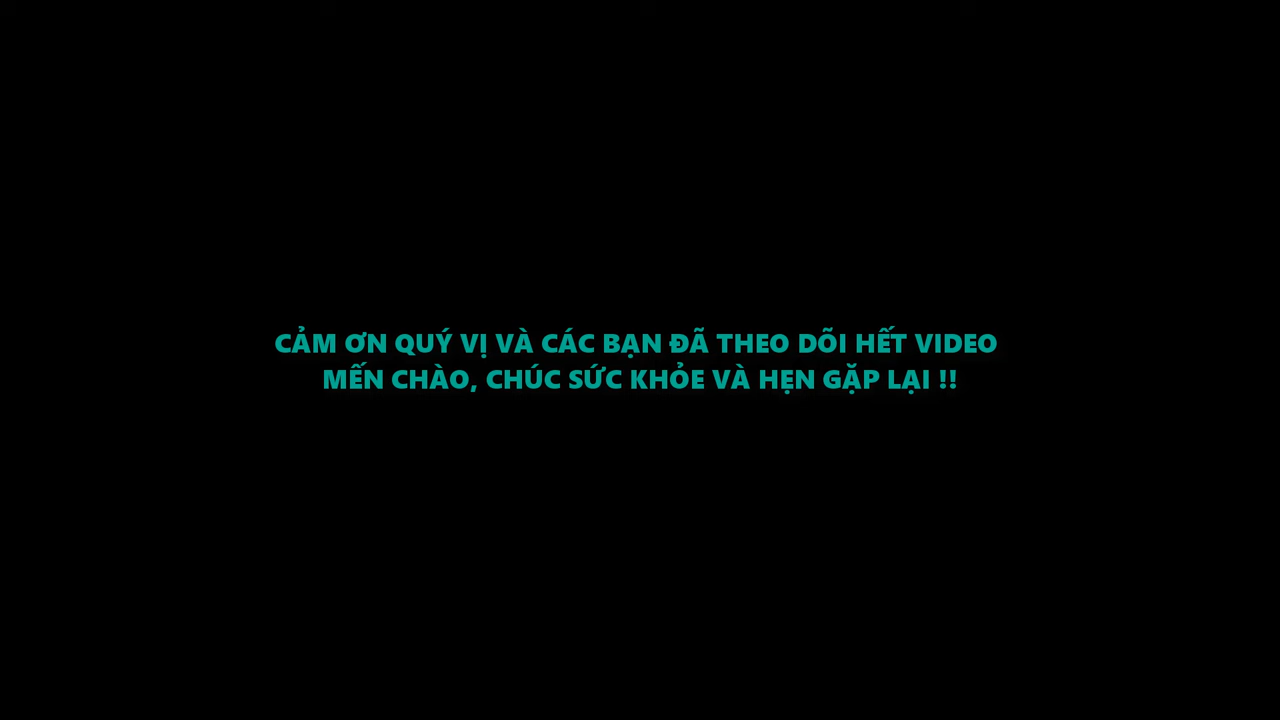 CẢM ƠN QUÝ VỊ VÀ CÁC BẠN ĐÃ THEO DÕI HẾT VIDEO
MẾN CHÀO, CHÚC SỨC KHỎE VÀ HẸN GẶP LẠI !!